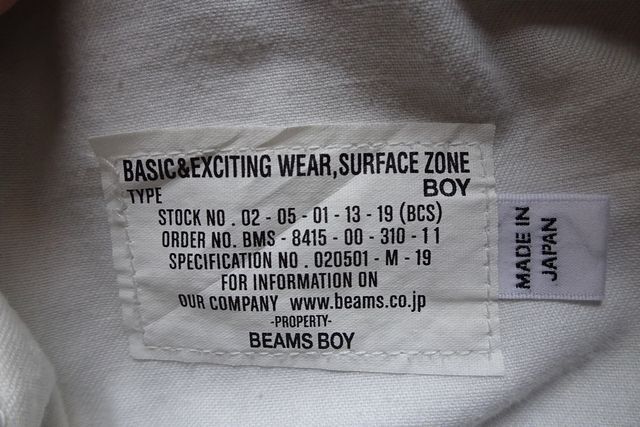 BASIC&EXCITING WEAR,SURFACE ZONE
TYPE BOY
STOCK NO . 02 - 05 - 01 - 13 - 19 (BCS)
ORDER NO. BMS - 8415 - 00 - 310 - 11
SPECIFICATION NO . 020501 - M - 19
FOR INFORMATION ON
OUR COMPANY www.beams.co.jp
-PROPERTY-
BEAMS BOY
MADE IN
JAPAN